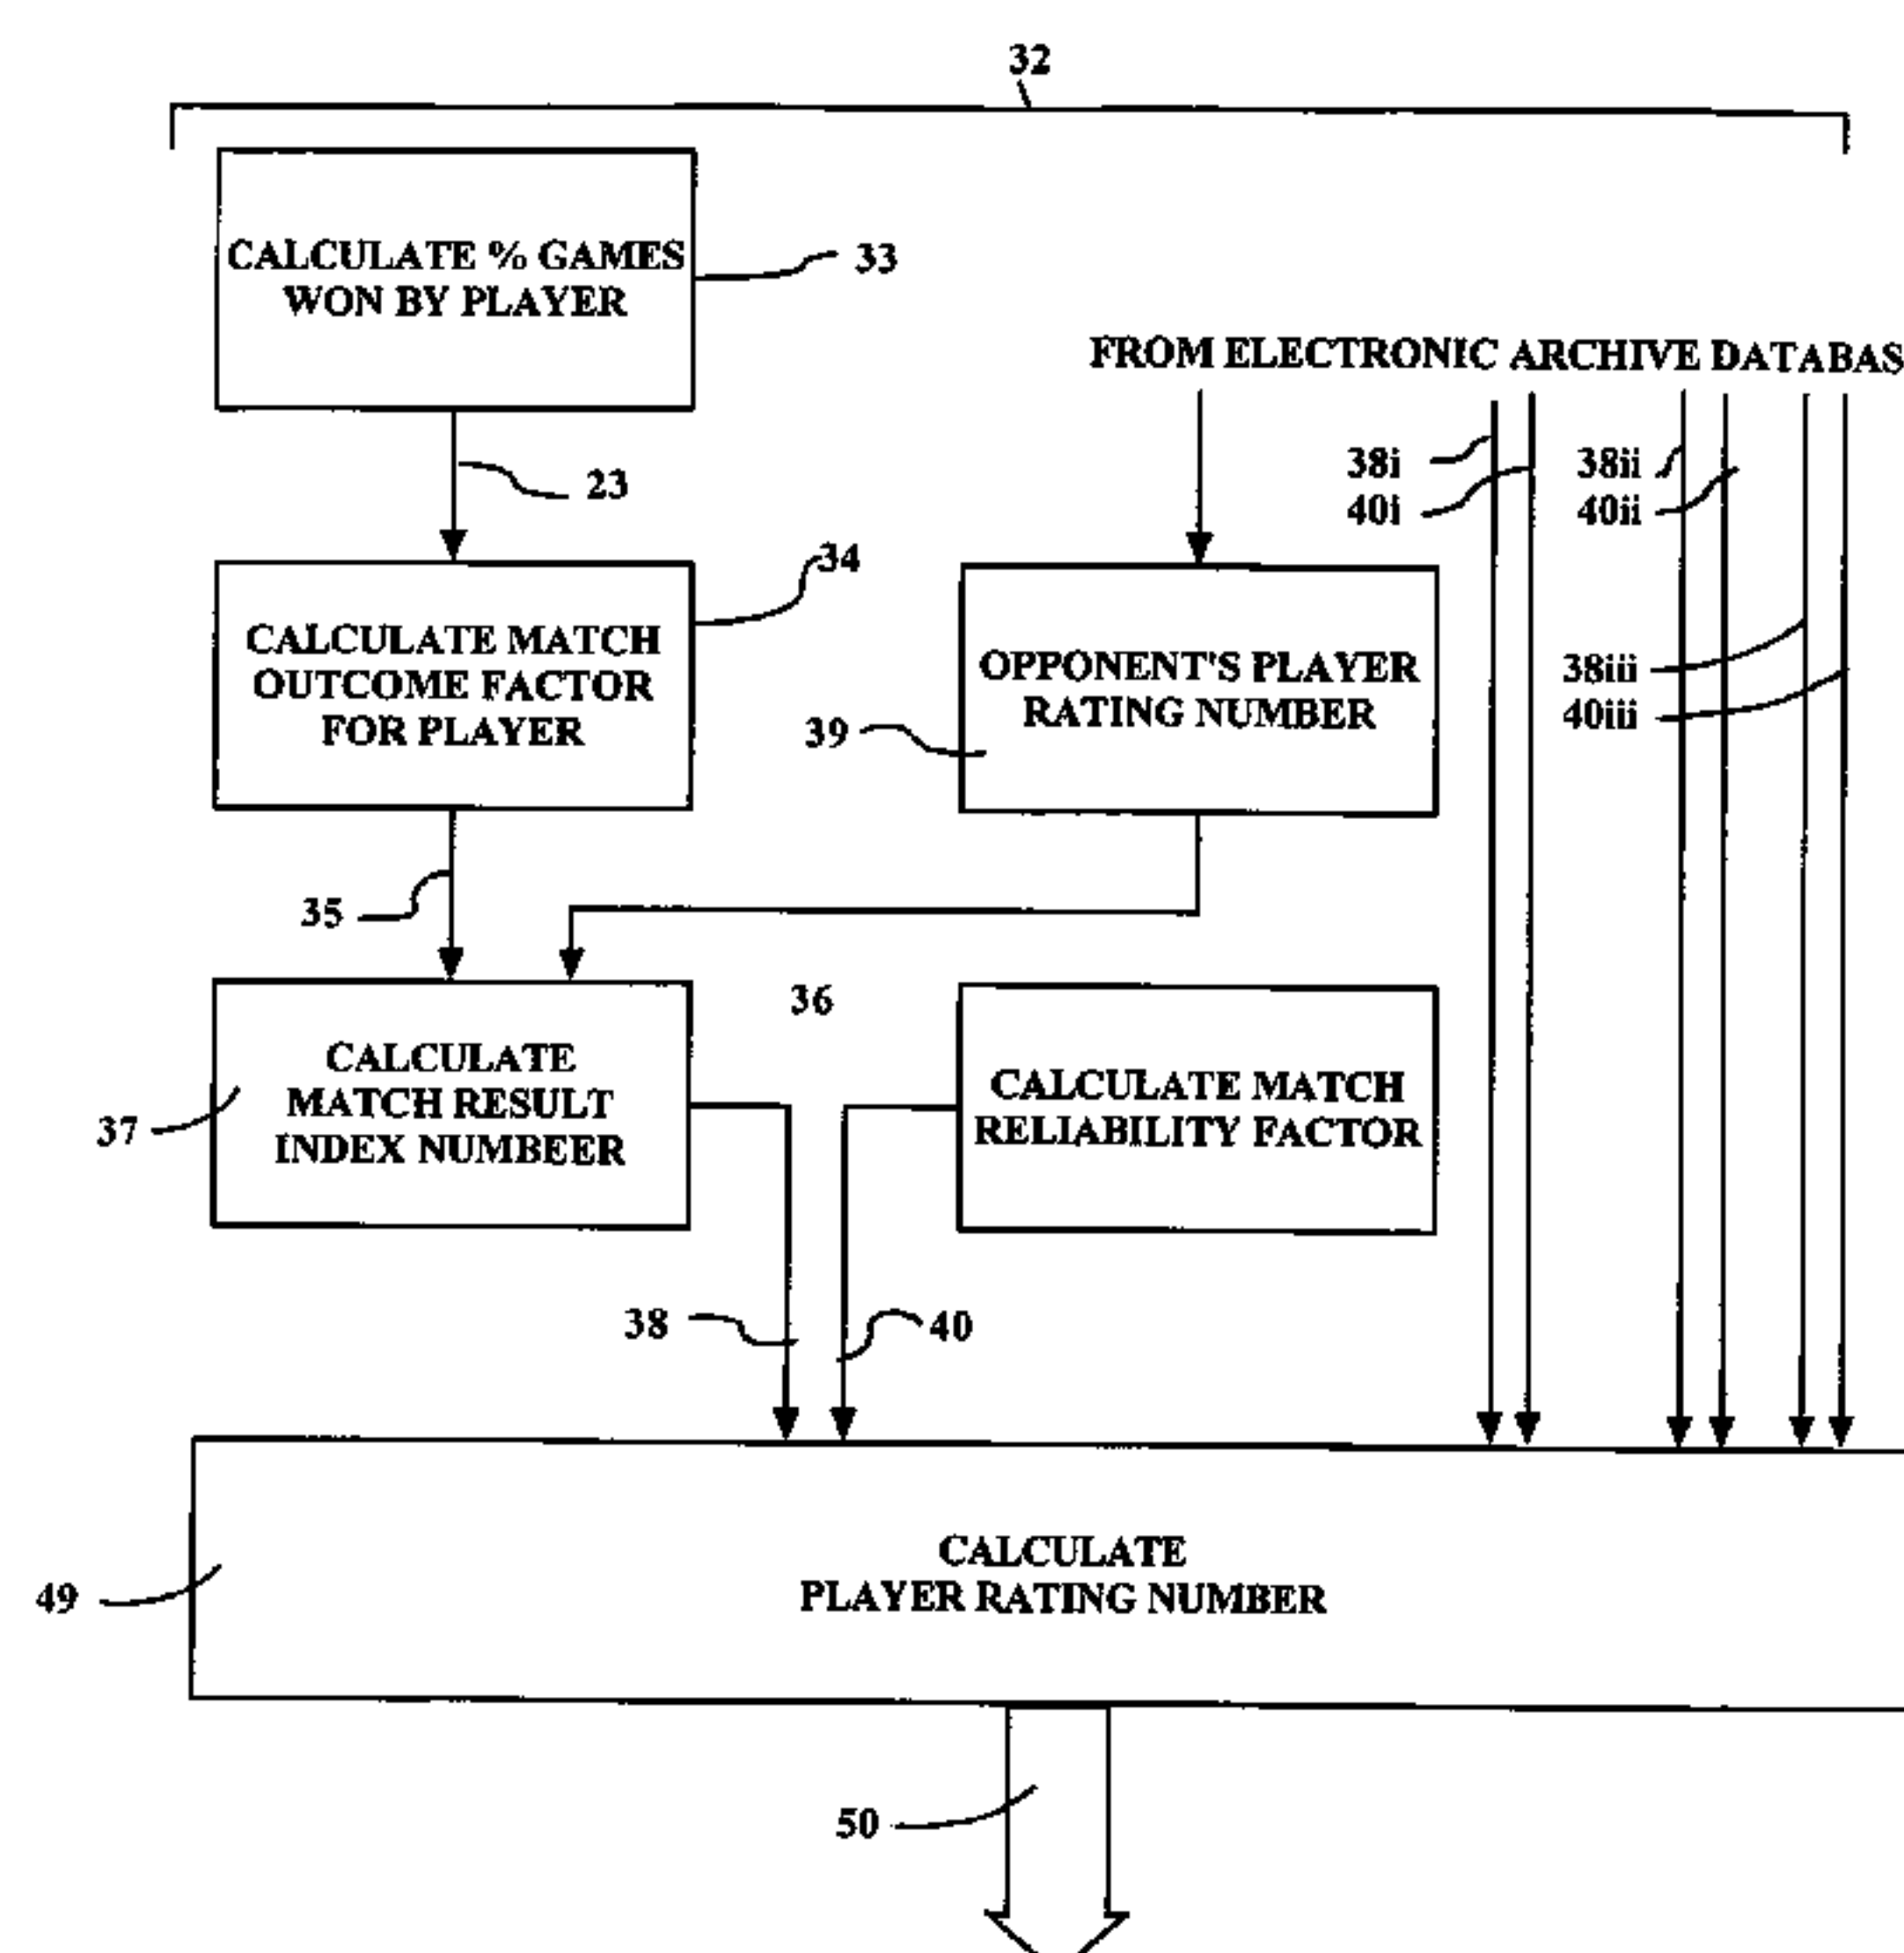 32
CALCULATE % GAMES
WON BY PLAYER
33
FROM ELECTRONIC ARCHIVE DATABAS
23
38i
40i
38ii
40ii
34
CALCULATE MATCH
OUTCOME FACTOR
FOR PLAYER
OPPONENT'S PLAYER
RATING NUMBER
39
38iii
40iii
35
36
CALCULATE
MATCH RESULT
INDEX NUMBEER
37
CALCULATE MATCH
RELIABILITY FACTOR
38
40
CALCULATE
PLAYER RATING NUMBER
49
50